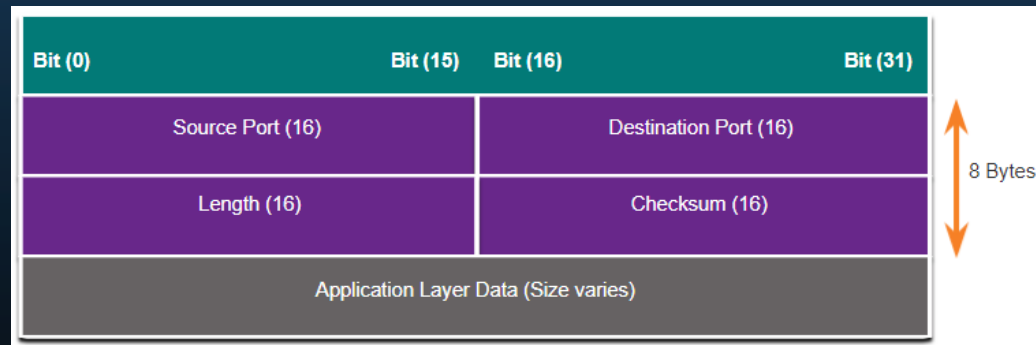 Bit (0) Bit (15) Bit (16) Bit (31)
Source Port (16) Destination Port (16)
8 Bytes
Length (16) Checksum (16)
Application Layer Data (Size varies)